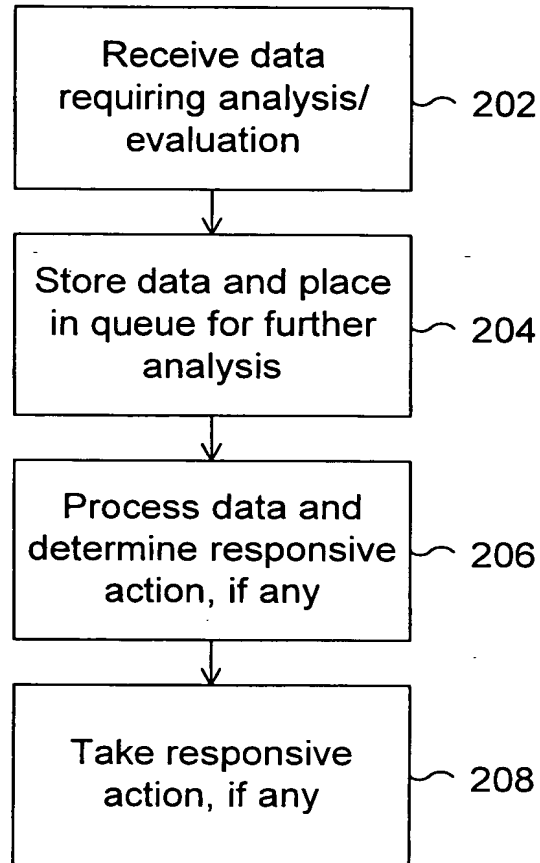 Receive data
requiring analysis/
evaluation
202
Store data and place
in queue for further
analysis
204
Process data and
determine responsive
action, if any
206
Take responsive
action, if any
208